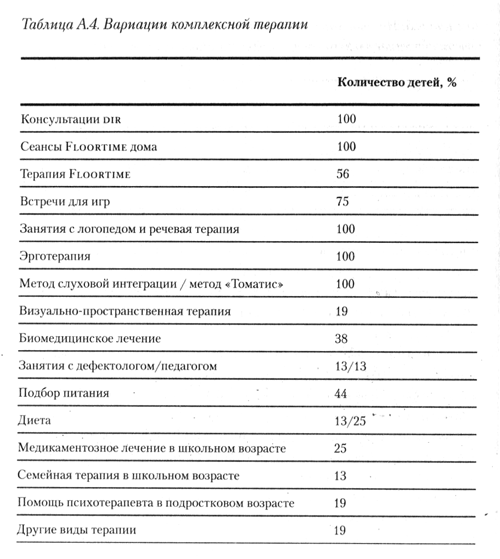 Таблица А.4. Вариации комплексной терапии
Количество детей, %
Консультации DIR 100
Сеансы FLOORTIME дома 100
Терапия FLOORTIME 56
Встречи для игр 75
Занятия с логопедом и речевая терапия 100
Эрготерапия 100
Метод слуховой интеграции / метод «Томатис» 100
Визуально-пространственная терапия 19
Биомедицинское лечение 38
Занятия с дефектологом/педагогом 13/13
Подбор питания 44
Диета 13/25
Медикаментозное лечение в школьном возрасте 25
Семейная терапия в школьном возрасте 13
Помощь психотерапевта в подростковом возрасте 19
Другие виды терапии 19